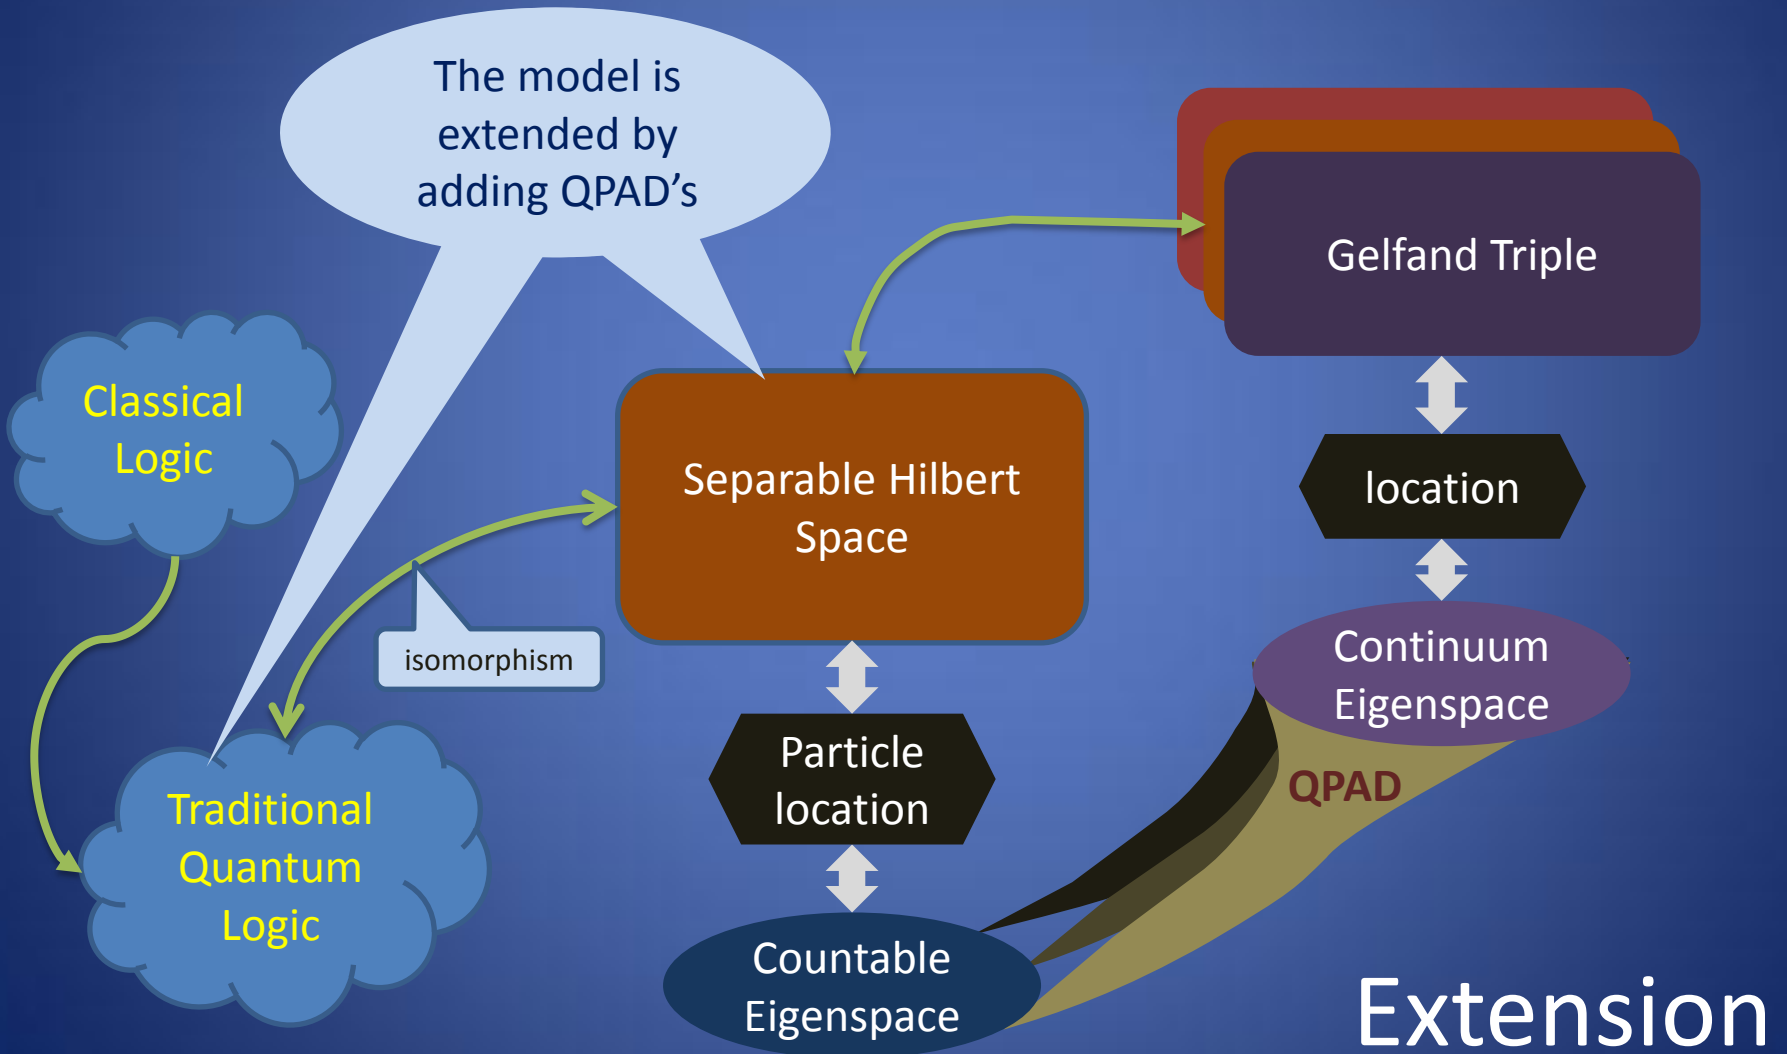 The model is
extended by
adding QPAD's
Gelfand Triple
Classical
Logic
Separable Hilbert
Space
location
isomorphism
Continuum
Eigenspace
Particle
location
QPAD
Traditional
Quantum
Logic
Countable
Eigenspace
Extension